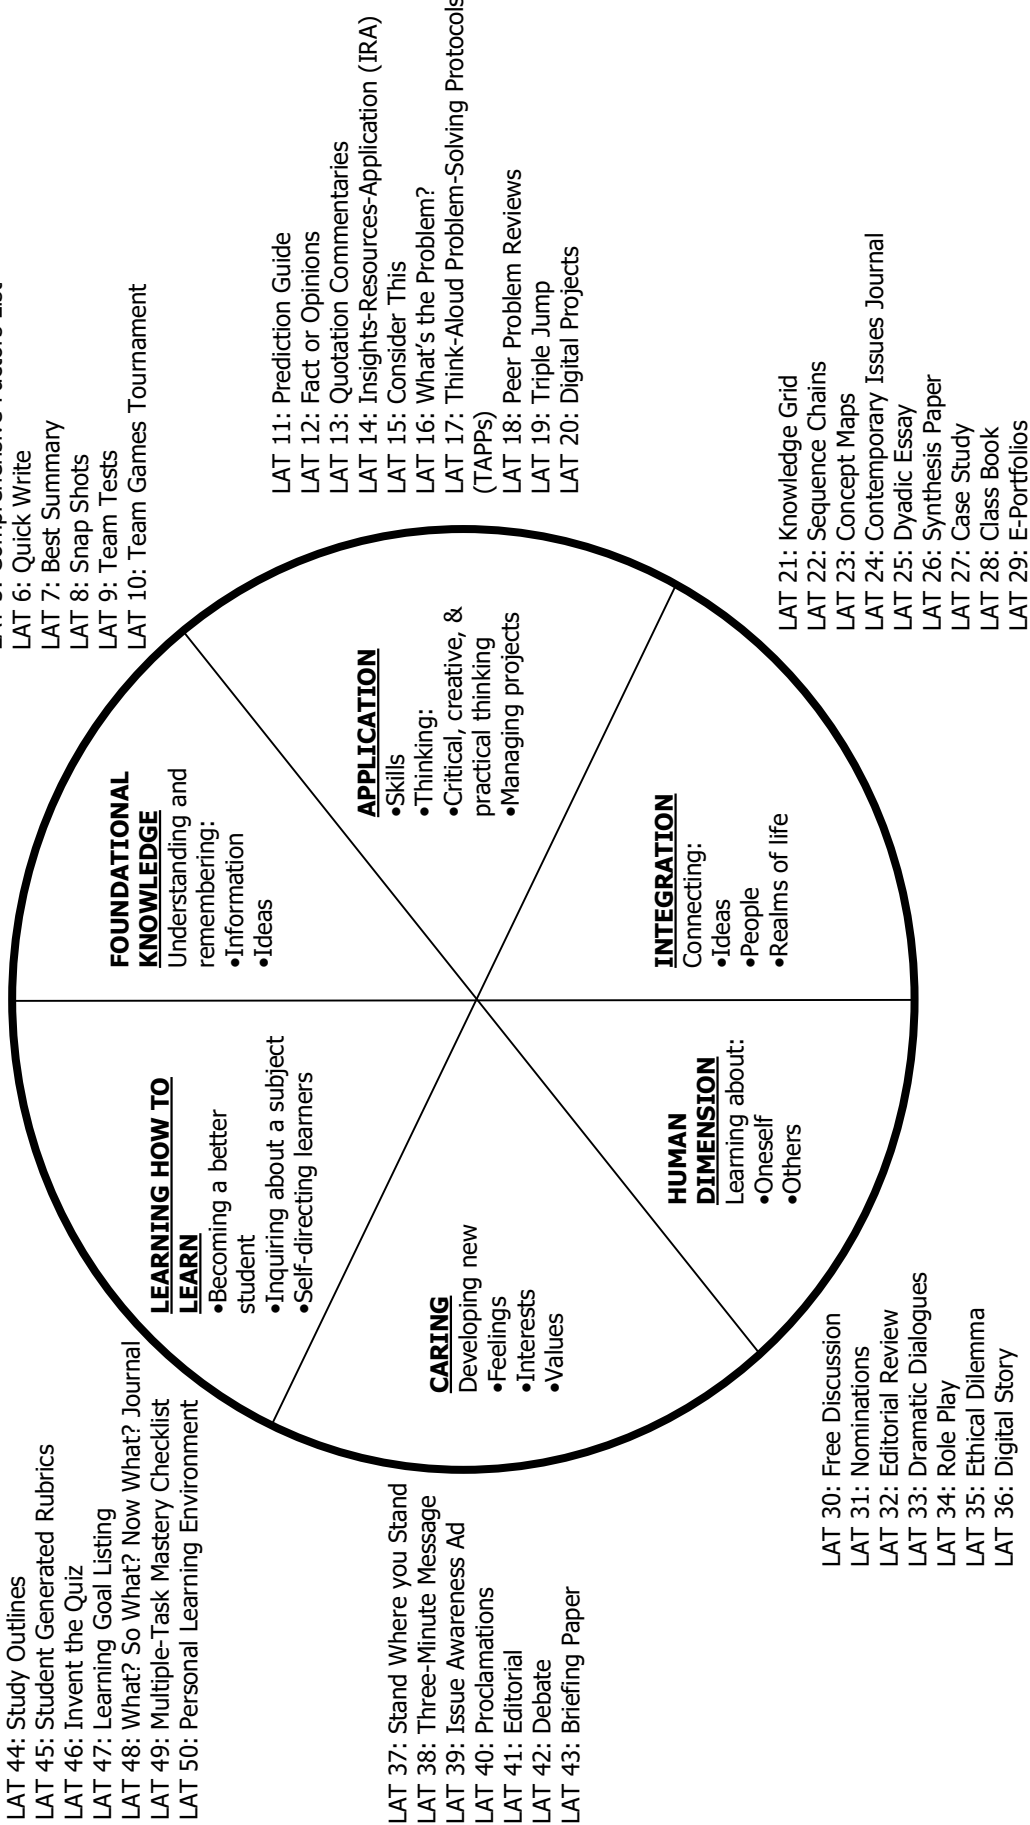 LAT 6: Quick Write
LAT 7: Best Summary
LAT 8: Snap Shots
LAT 9: Team Tests
LAT 10: Team Games Tournament
LAT 11: Prediction Guide
LAT 12: Fact or Opinions
LAT 13: Quotation Commentaries
LAT 14: Insights-Resources-Application (IRA)
LAT 15: Consider This
LAT 16: What's the Problem?
LAT 17: Think-Aloud Problem-Solving Protocols
(TAPPs)
LAT 18: Peer Problem Reviews
LAT 19: Triple Jump
LAT 20: Digital Projects
LAT 21: Knowledge Grid
LAT 22: Sequence Chains
LAT 23: Concept Maps
LAT 24: Contemporary Issues Journal
LAT 25: Dyadic Essay
LAT 26: Synthesis Paper
LAT 27: Case Study
LAT 28: Class Book
LAT 29: E-Portfolios
LAT 30: Free Discussion
LAT 31: Nominations
LAT 32: Editorial Review
LAT 33: Dramatic Dialogues
LAT 34: Role Play
LAT 35: Ethical Dilemma
LAT 36: Digital Story
LAT 37: Stand Where you Stand
LAT 38: Three-Minute Message
LAT 39: Issue Awareness Ad
LAT 40: Proclamations
LAT 41: Editorial
LAT 42: Debate
LAT 43: Briefing Paper
LAT 44: Study Outlines
LAT 45: Student Generated Rubrics
LAT 46: Invent the Quiz
LAT 47: Learning Goal Listing
LAT 48: What? So What? Now What? Journal
LAT 49: Multiple-Task Mastery Checklist
LAT 50: Personal Learning Environment
FOUNDATIONAL
KNOWLEDGE
Understanding and
remembering:
•Information
•Ideas
APPLICATION
•Skills
•Thinking:
•Critical, creative, &
practical thinking
•Managing projects
INTEGRATION
Connecting:
•Ideas
•People
•Realms of life
HUMAN
DIMENSION
Learning about:
•Oneself
•Others
CARING
Developing new
•Feelings
•Interests
•Values
LEARNING HOW TO
LEARN
•Becoming a better
student
•Inquiring about a subject
•Self-directing learners